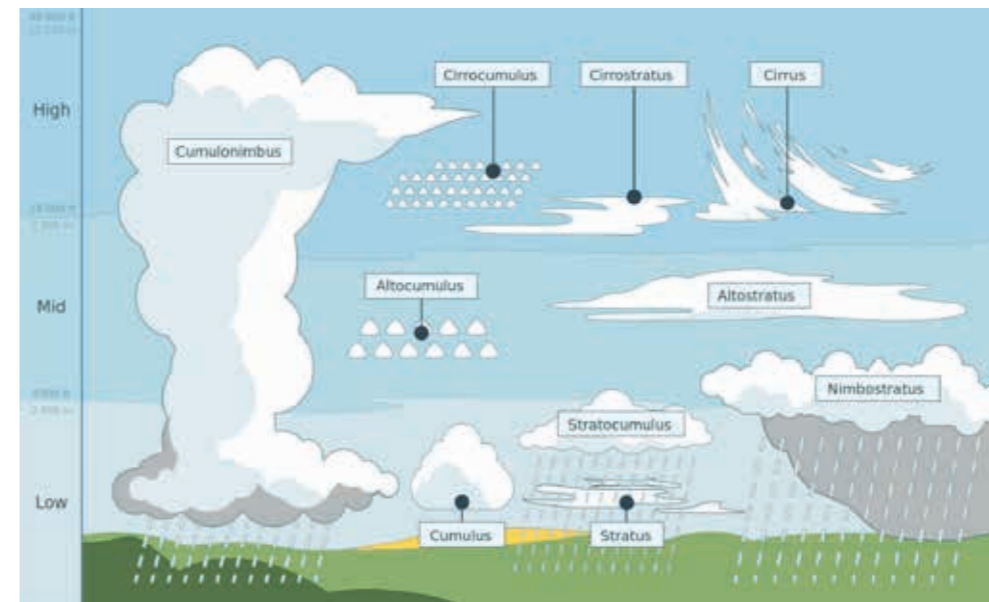 High
Cirrocumulus
Cirrostratus
Cirrus
Cumulonimbus
Mid
Altocumulus
Altostratus
Nimbostratus
Stratocumulus
Low
Cumulus
Stratus